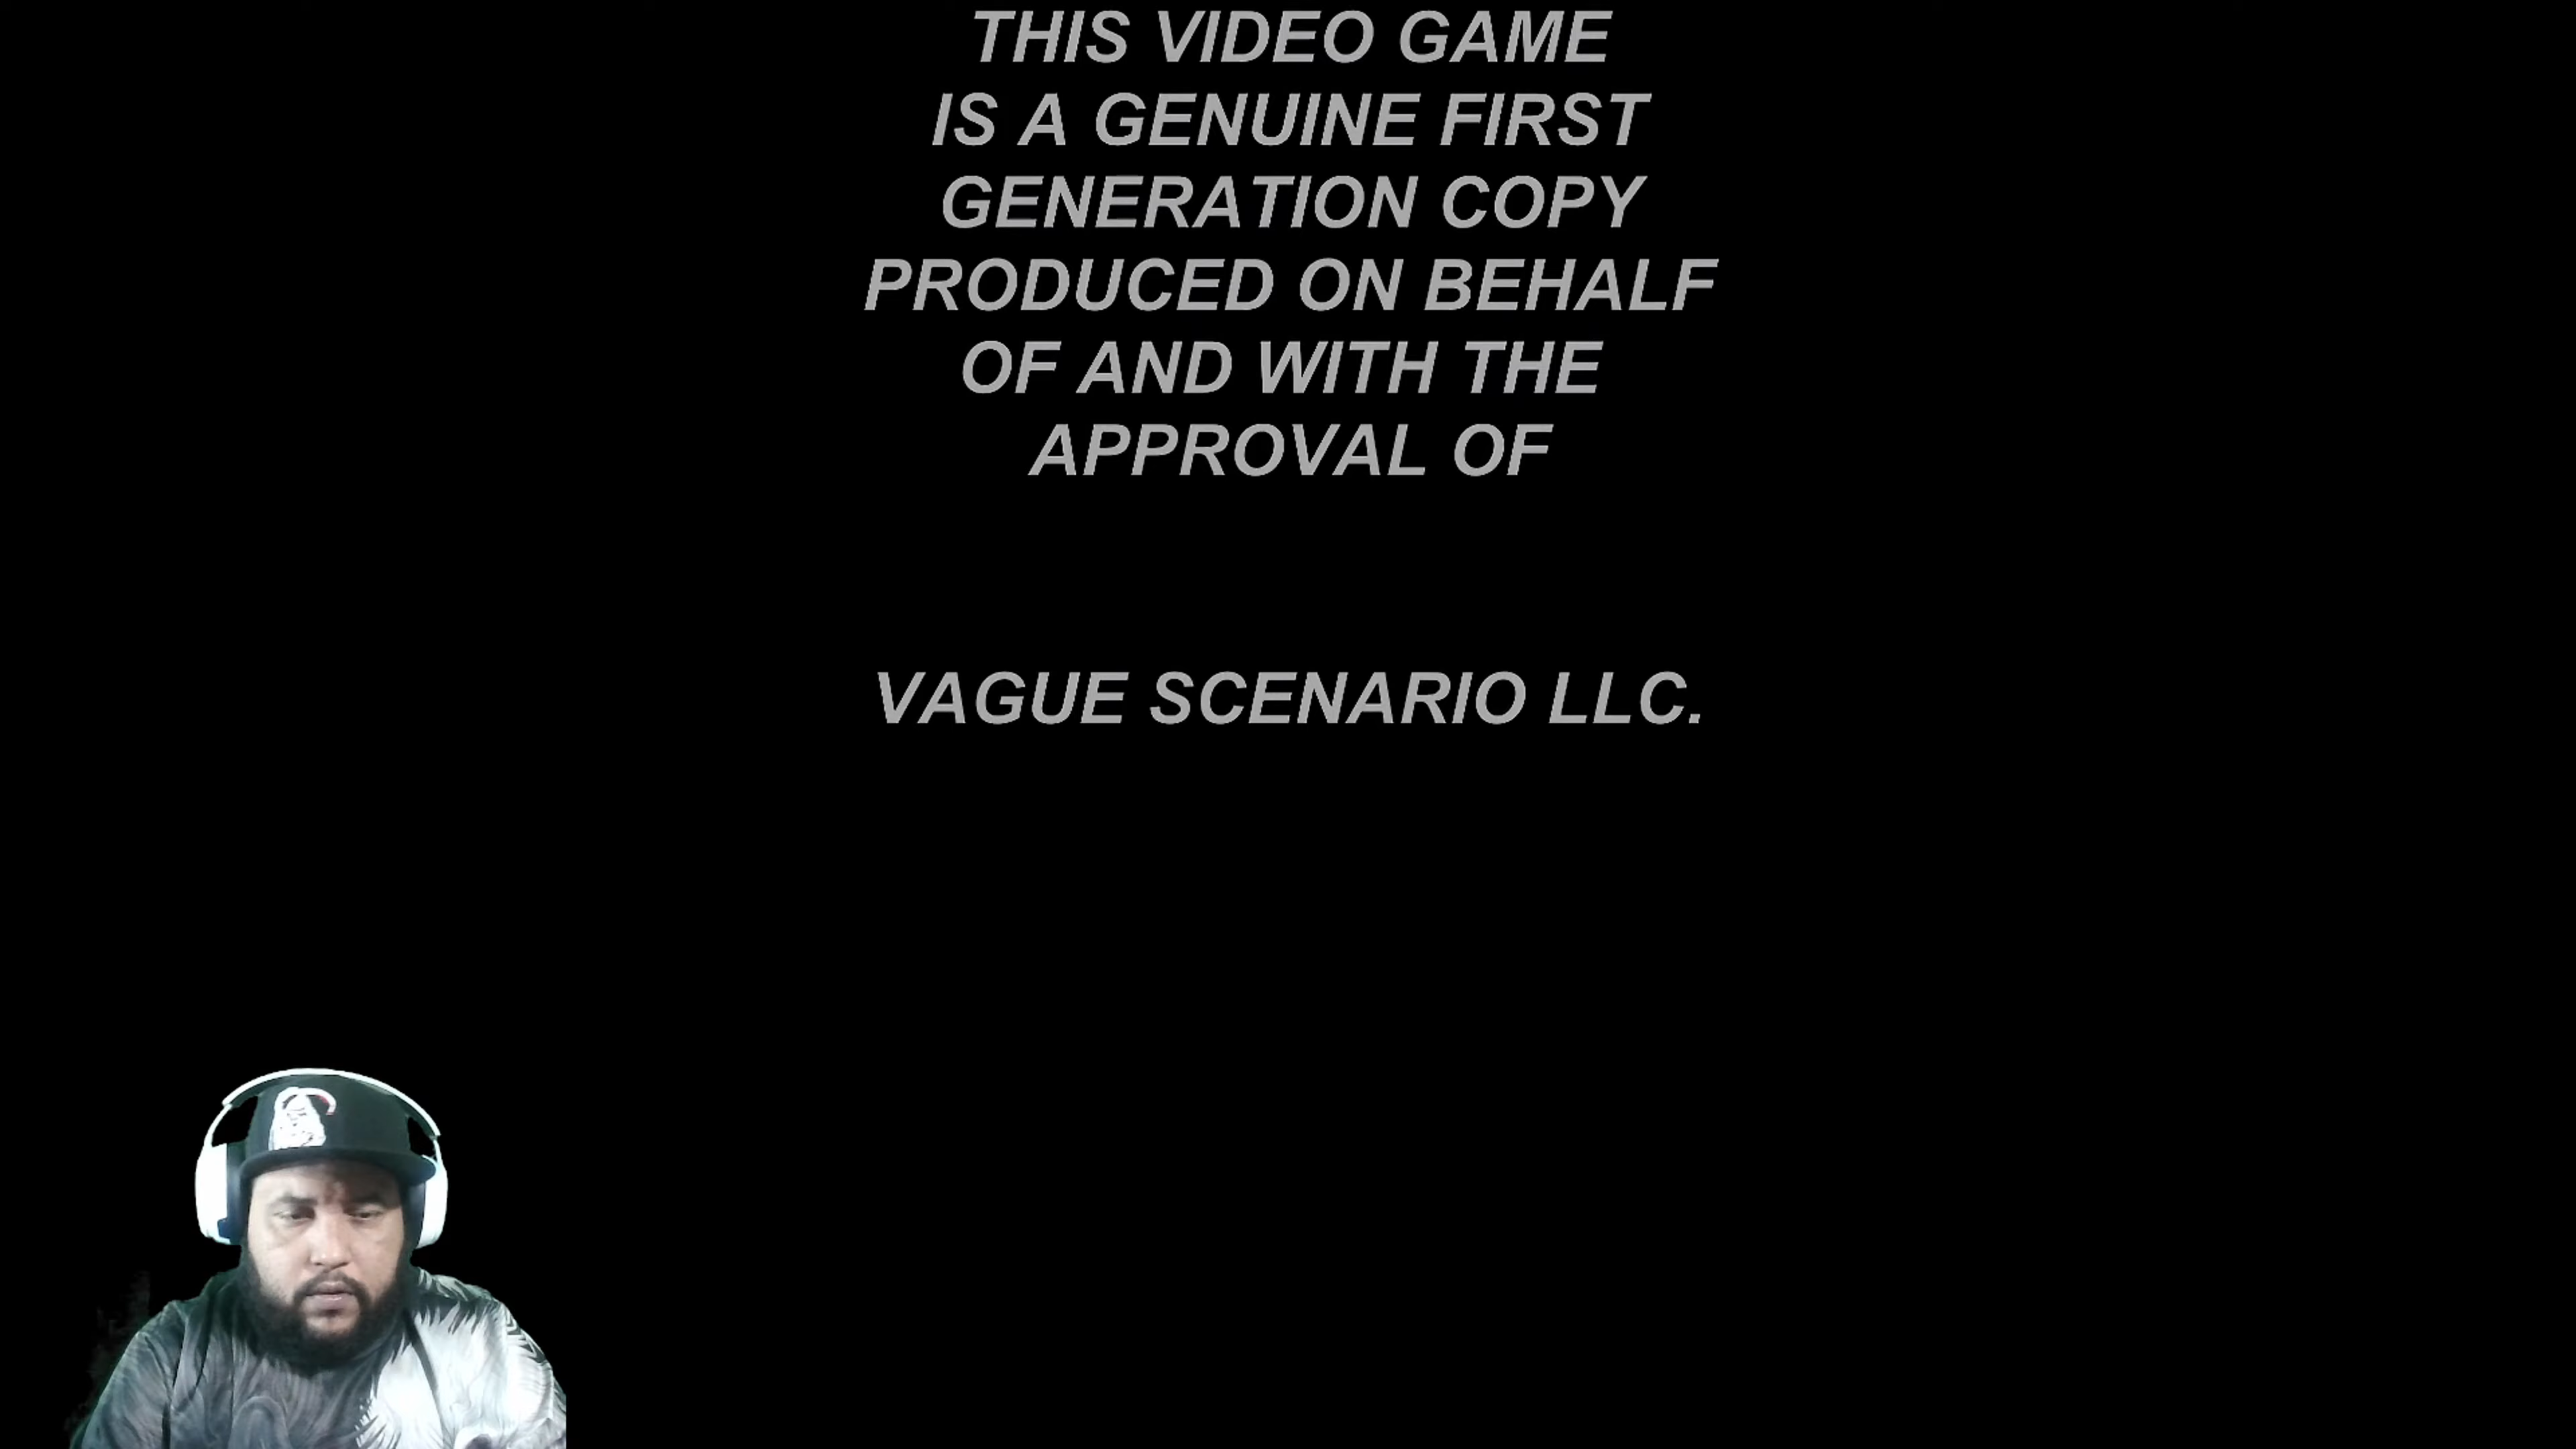 THIS VIDEO GAME
IS A GENUINE FIRST
GENERATION COPY
PRODUCED ON BEHALF
OF AND WITH THE
APPROVAL OF
VAGUE SCENARIO LLC.